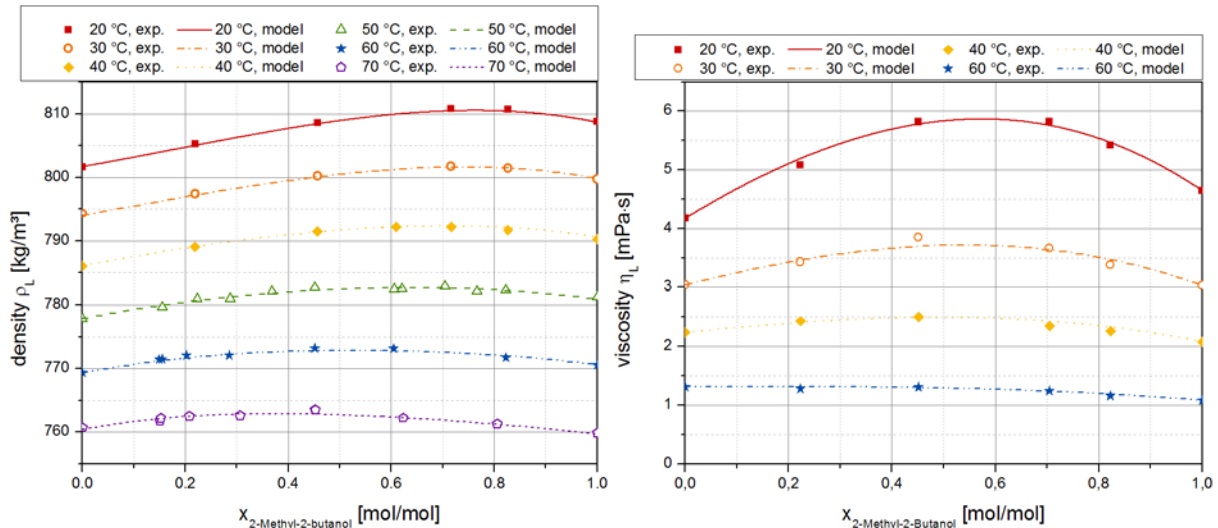 20 °C, exp. 20 °C, model 50 °C, exp. 50 °C, model
30 °C, exp. 30 °C, model 60 °C, exp. 60 °C, model
40 °C, exp. 40 °C, model 70 °C, exp. 70 °C, model
810
800
790
780
770
760
density ρL [kg/m³]
0.0 0.2 0.4 0.6 0.8 1.0
x2-Methyl-2-butanol [mol/mol]
20 °C, exp. 20 °C, model 40 °C, exp. 40 °C, model
30 °C, exp. 30 °C, model 60 °C, exp. 60 °C, model
6
5
4
3
2
1
0
viscosity ηL [mPa·s]
0,0 0,2 0,4 0,6 0,8 1,0
x2-Methyl-2-Butanol [mol/mol]